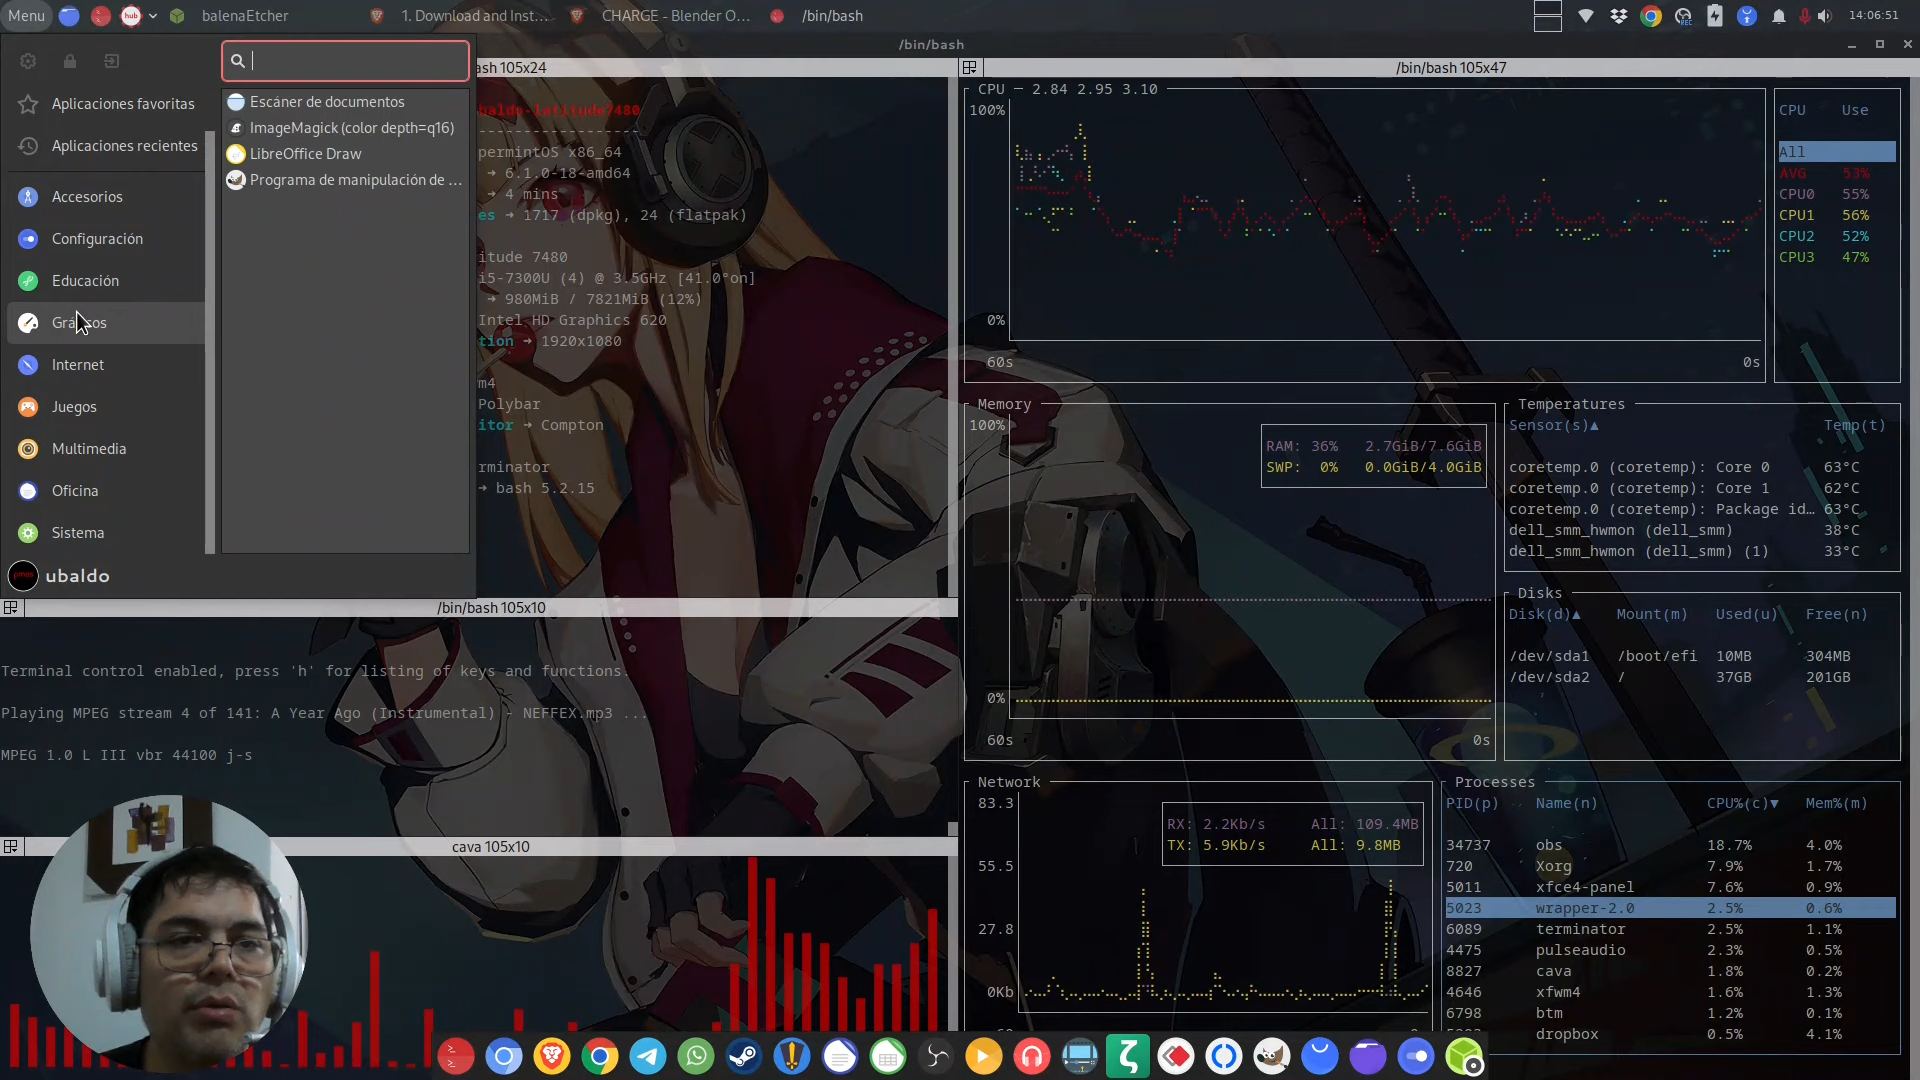 Menu
hub
balenaEtcher
1. Download and Inst...
CHARGE - Blender O...
/bin/bash
REC
14:06:51
/bin/bash
ash 105x24
/bin/bash 105x47
Aplicaciones favoritas
Aplicaciones recientes
Accesorios
Configuración
Educación
Internet
Juegos
Multimedia
Oficina
Sistema
ubaldo
Escáner de documentos
ImageMagick (color depth=q16)
LibreOffice Draw
Programa de manipulación de ...
baldo-latitude7480
-----------------
permintOS x86_64
→ 6.1.0-18-amd64
→ 4 mins
es → 1717 (dpkg), 24 (flatpak)
itude 7480
i5-7300U (4) @ 3.5GHz [41.0°on]
→ 980MiB / 7821MiB (12%)
Intel HD Graphics 620
tion → 1920x1080
m4
Polybar
itor → Compton
rminator
→ bash 5.2.15
/bin/bash 105x10
Terminal control enabled, press 'h' for listing of keys and functions.
Playing MPEG stream 4 of 141: A Year Ago (Instrumental) - NEFFEX.mp3 ...
MPEG 1.0 L III vbr 44100 j-s
cava 105x10
CPU — 2.84 2.95 3.10
100%
0%
60s 0s
CPU Use
All
AVG 53%
CPU0 55%
CPU1 56%
CPU2 52%
CPU3 47%
Memory
100%
RAM: 36% 2.7GiB/7.6GiB
SWP: 0% 0.0GiB/4.0GiB
0%
60s 0s
Temperatures
Sensor(s)▲ Temp(t)
coretemp.0 (coretemp): Core 0 63°C
coretemp.0 (coretemp): Core 1 62°C
coretemp.0 (coretemp): Package id… 63°C
dell_smm_hwmon (dell_smm) 38°C
dell_smm_hwmon (dell_smm) (1) 33°C
Disks
Disk(d)▲ Mount(m) Used(u) Free(n)
/dev/sda1 /boot/efi 10MB 304MB
/dev/sda2 / 37GB 201GB
Network
83.3
55.5
27.8
0Kb
RX: 2.2Kb/s All: 109.4MB
TX: 5.9Kb/s All: 9.8MB
Processes
PID(p) Name(n) CPU%(c)▼ Mem%(m)
34737 obs 18.7% 4.0%
720 Xorg 7.9% 1.7%
5011 xfce4-panel 7.6% 0.9%
5023 wrapper-2.0 2.5% 0.6%
6089 terminator 2.5% 1.1%
4475 pulseaudio 2.3% 0.5%
8827 cava 1.8% 0.2%
4646 xfwm4 1.6% 1.3%
6798 btm 1.2% 0.1%
dropbox 0.5% 4.1%